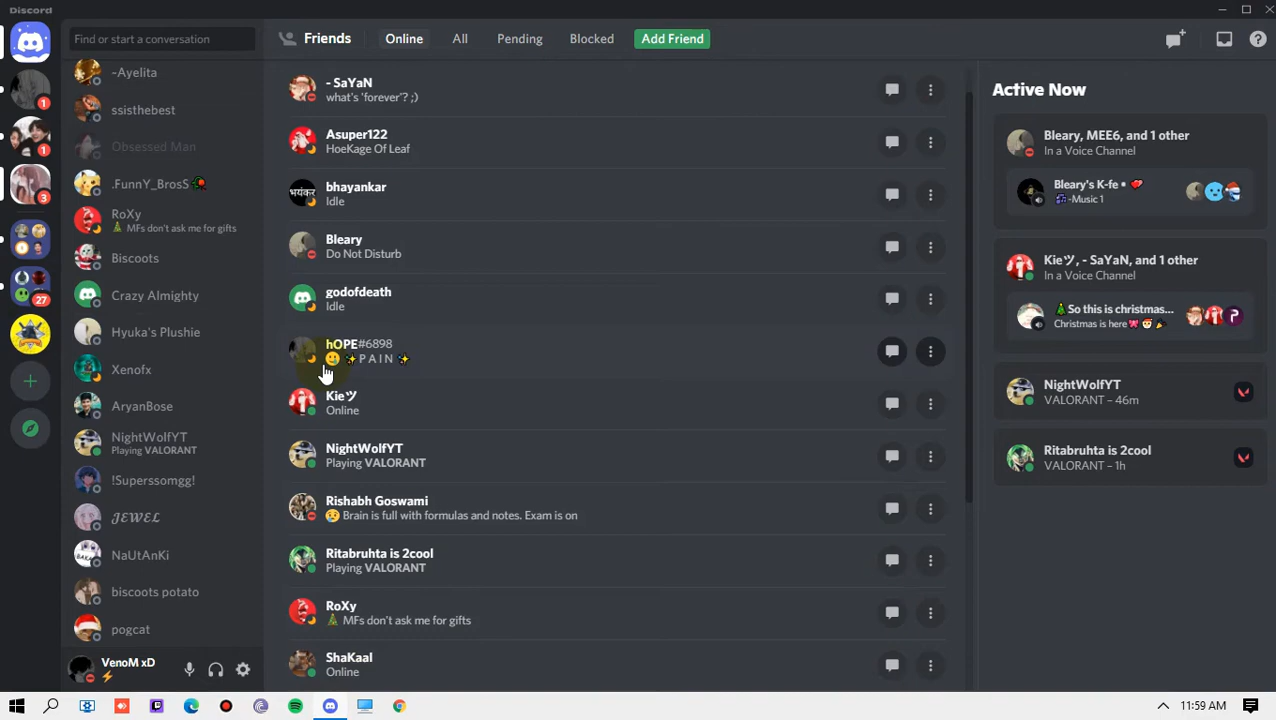 Discord
Find or start a conversation
Friends
Online
All
Pending
Blocked
Add Friend
1
1
3
27
~Ayelita
ssisthebest
Obsessed Man
.FunnY_BrosS🥀
RoXy
🎄 MFs don't ask me for gifts
Biscoots
Crazy Almighty
Hyuka's Plushie
Xenofx
AryanBose
NightWolfYT
Playing VALORANT
!Superssomgg!
𝒥𝐸𝒲𝐸𝐿
NaUtAnKi
biscoots potato
pogcat
VenoM xD
⚡
- SaYaN
what's 'forever'? ;)
Asuper122
HoeKage Of Leaf
भयंकर
bhayankar
Idle
Bleary
Do Not Disturb
godofdeath
Idle
hOPE#6898
🙂 ✨ P A I N ✨
Kieツ
Online
NightWolfYT
Playing VALORANT
Rishabh Goswami
😢 Brain is full with formulas and notes. Exam is on
Ritabruhta is 2cool
Playing VALORANT
RoXy
🎄 MFs don't ask me for gifts
ShaKaal
Online
Active Now
Bleary, MEE6, and 1 other
In a Voice Channel
Bleary's K-fe
-Music 1
Kieツ, - SaYaN, and 1 other
In a Voice Channel
🎄So this is christmas...
Christmas is here
NightWolfYT
VALORANT – 46m
Ritabruhta is 2cool
VALORANT – 1h
11:59 AM